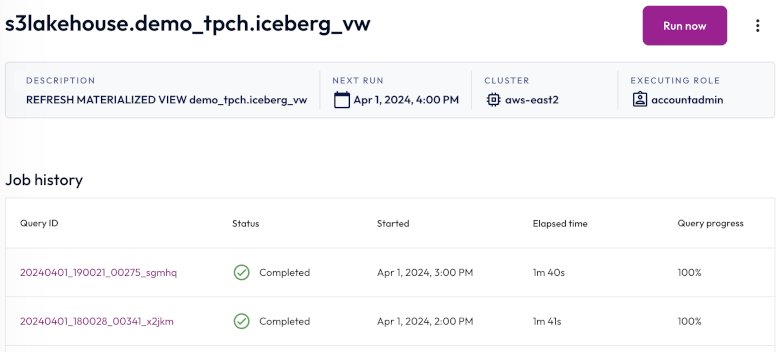 s3lakehouse.demo_tpch.iceberg_vw
Run now
DESCRIPTION NEXT RUN CLUSTER EXECUTING ROLE
REFRESH MATERIALIZED VIEW demo_tpch.iceberg_vw Apr 1, 2024, 4:00 PM aws-east2 accountadmin
Job history
Query ID Status Started Elapsed time Query progress
20240401_190021_00275_sgmhq Completed Apr 1, 2024, 3:00 PM 1m 40s 100%
20240401_180028_00341_x2jkm Completed Apr 1, 2024, 2:00 PM 1m 41s 100%